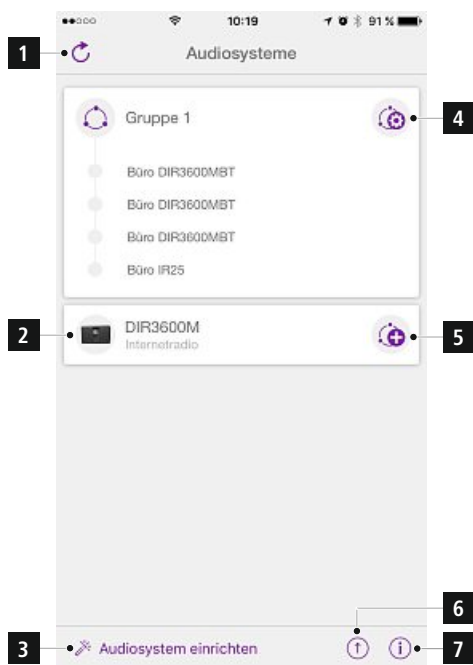 10:19
91 %
1
Audiosysteme
Gruppe 1
4
Büro DIR3600MBT
Büro DIR3600MBT
Büro DIR3600MBT
Büro IR25
2
DIR3600M
Internetradio
5
6
3
Audiosystem einrichten
7